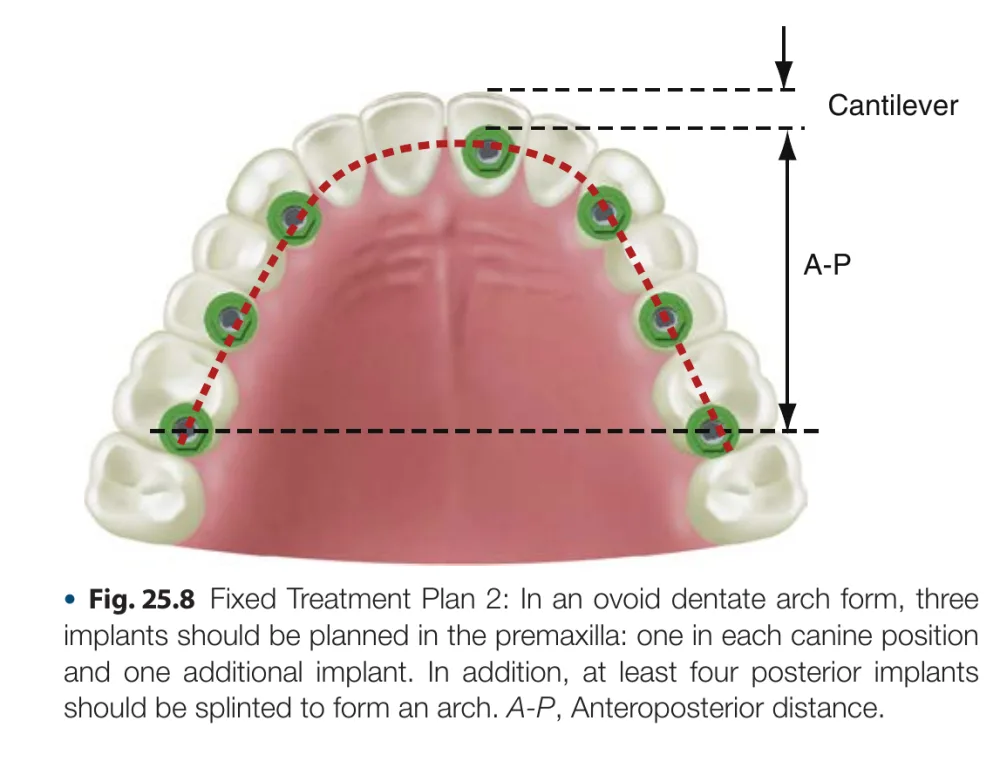 Cantilever
A-P
• Fig. 25.8 Fixed Treatment Plan 2: In an ovoid dentate arch form, three
implants should be planned in the premaxilla: one in each canine position
and one additional implant. In addition, at least four posterior implants
should be splinted to form an arch. A-P, Anteroposterior distance.